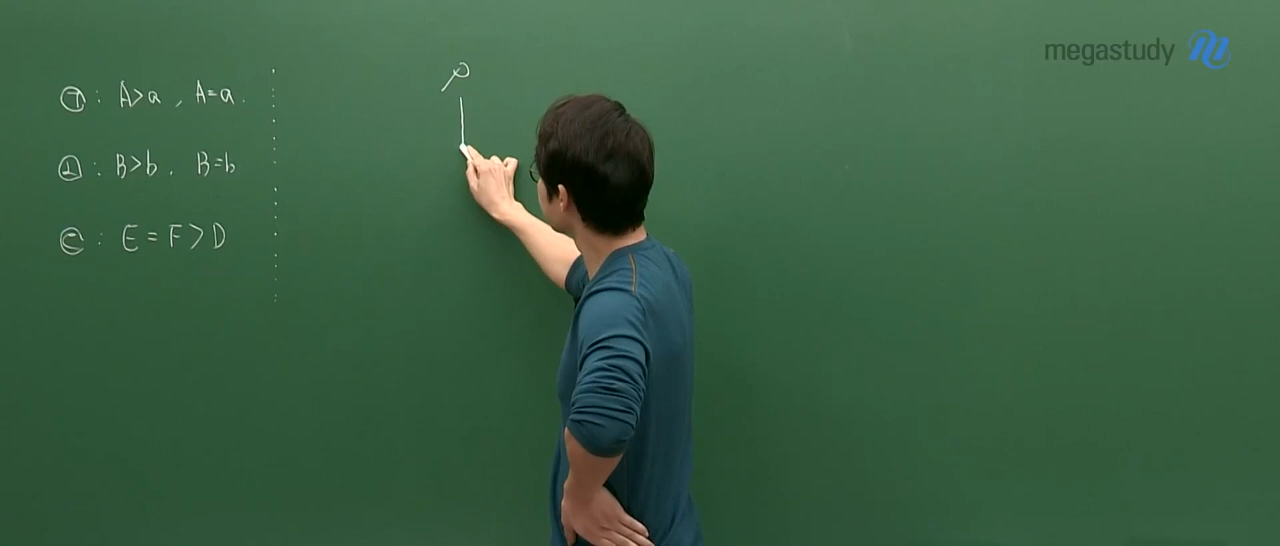 megastudy
㉠ : A>a , A=a .
㉡ : B>b . B=b
㉢ : E = F > D
P